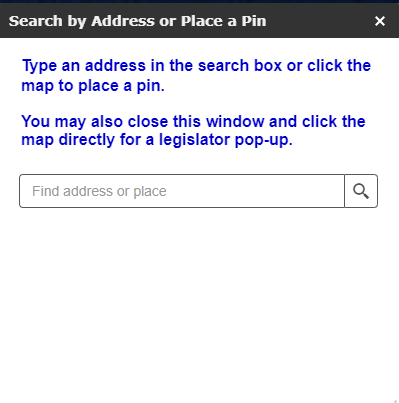 Search by Address or Place a Pin
Type an address in the search box or click the
map to place a pin.
You may also close this window and click the
map directly for a legislator pop-up.
Find address or place